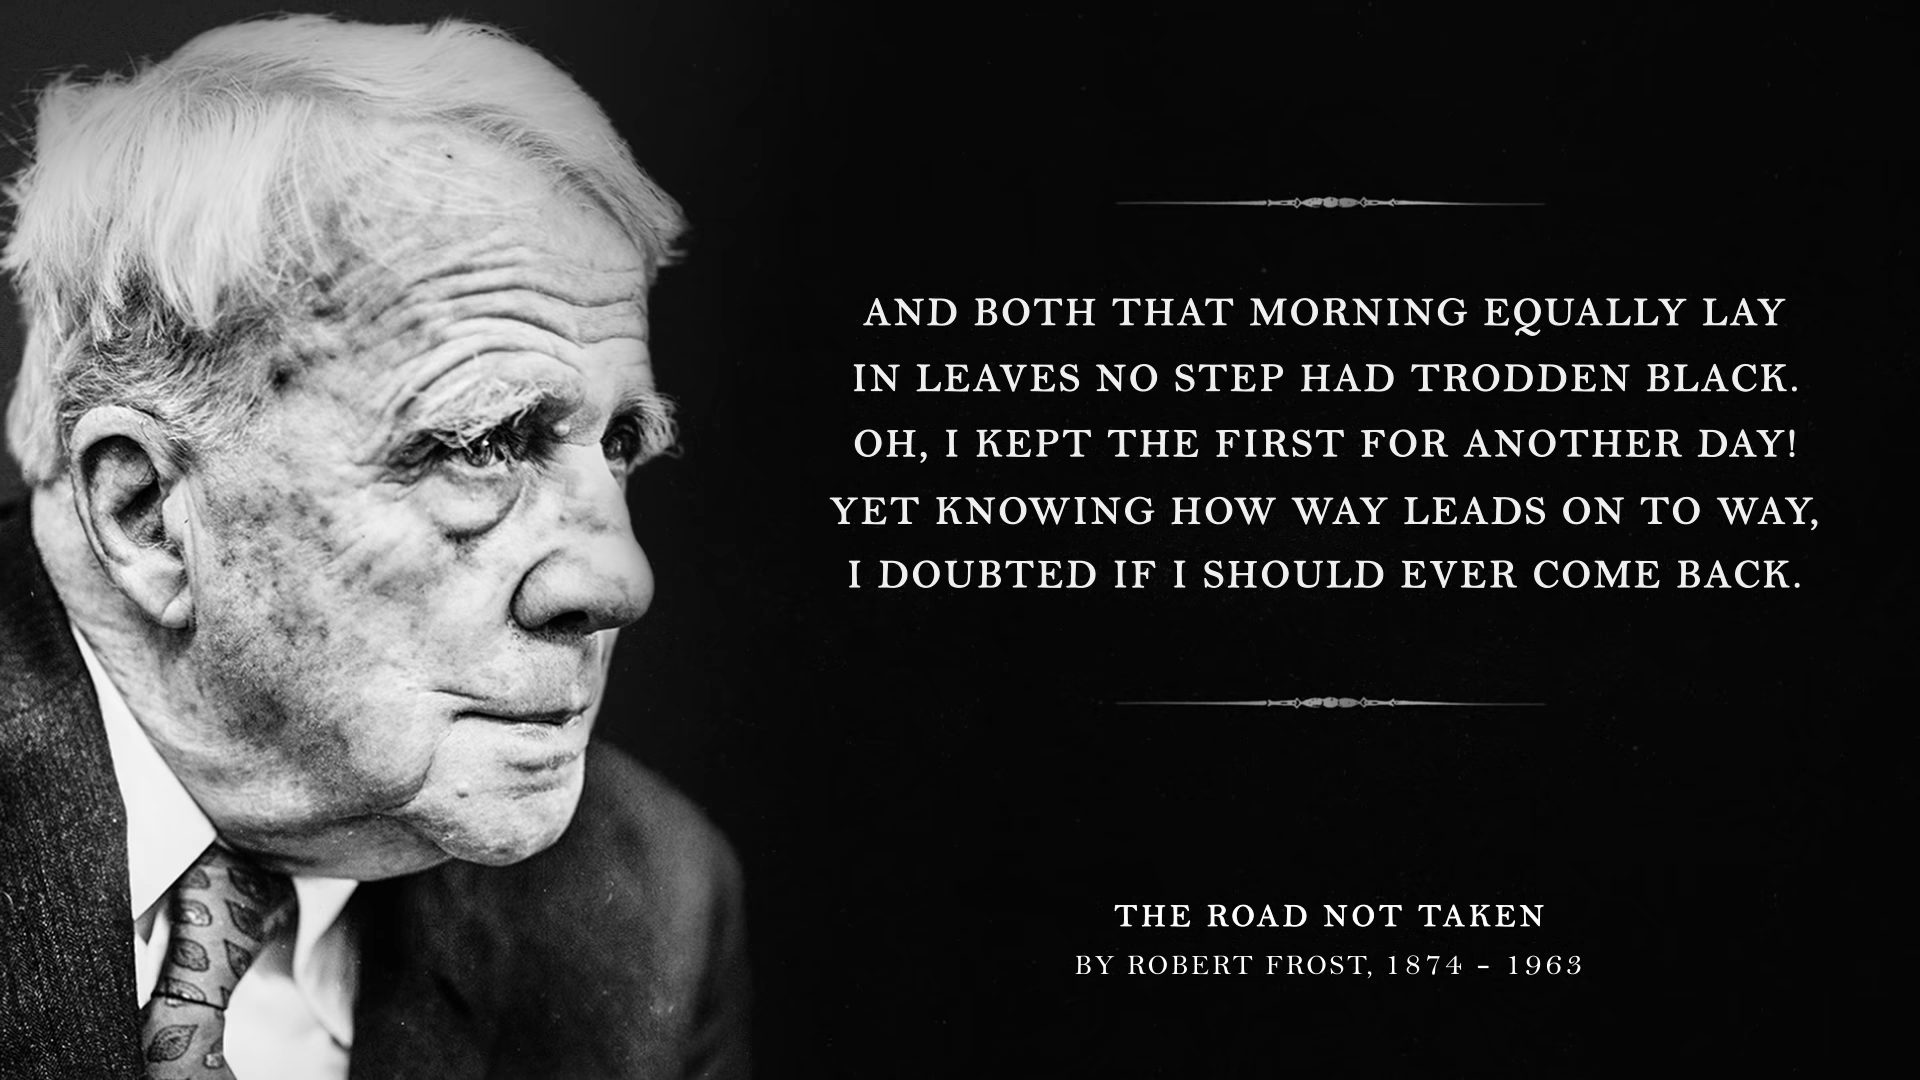 AND BOTH THAT MORNING EQUALLY LAY
IN LEAVES NO STEP HAD TRODDEN BLACK.
OH, I KEPT THE FIRST FOR ANOTHER DAY!
YET KNOWING HOW WAY LEADS ON TO WAY,
I DOUBTED IF I SHOULD EVER COME BACK.
THE ROAD NOT TAKEN
BY ROBERT FROST, 1874 – 1963